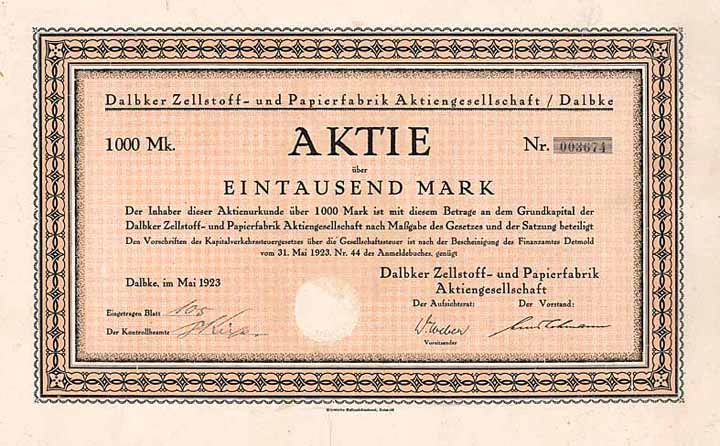 Dalbker Zellstoff- und Papierfabrik Aktiengesellschaft / Dalbke
1000 Mk.
AKTIE
Nr. 003674
über
EINTAUSEND MARK
Der Inhaber dieser Aktienurkunde über 1000 Mark ist mit diesem Betrage an dem Grundkapital der
Dalbker Zellstoff- und Papierfabrik Aktiengesellschaft nach Maßgabe des Gesetzes und der Satzung beteiligt
Den Vorschriften des Kapitalverkehrssteuergesetzes über die Gesellschaftsteuer ist nach der Bescheinigung des Finanzamtes Detmold
vom 31. Mai 1923, Nr. 44 des Anmeldebuches, genügt
Dalbke, im Mai 1923
Dalbker Zellstoff- und Papierfabrik
Aktiengesellschaft
Der Aufsichtsrat:
Der Vorstand:
Eingetragen Blatt 105
Der Kontrollbeamte
W. Weber
Vorsitzender